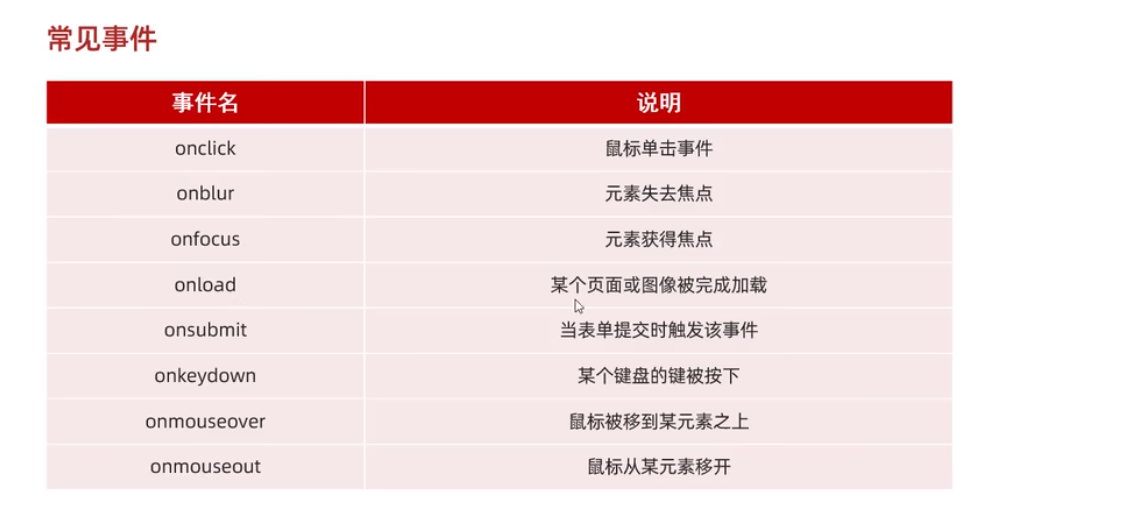 常见事件
事件名 说明
onclick 鼠标单击事件
onblur 元素失去焦点
onfocus 元素获得焦点
onload 某个页面或图像被完成加载
onsubmit 当表单提交时触发该事件
onkeydown 某个键盘的键被按下
onmouseover 鼠标被移到某元素之上
onmouseout 鼠标从某元素移开